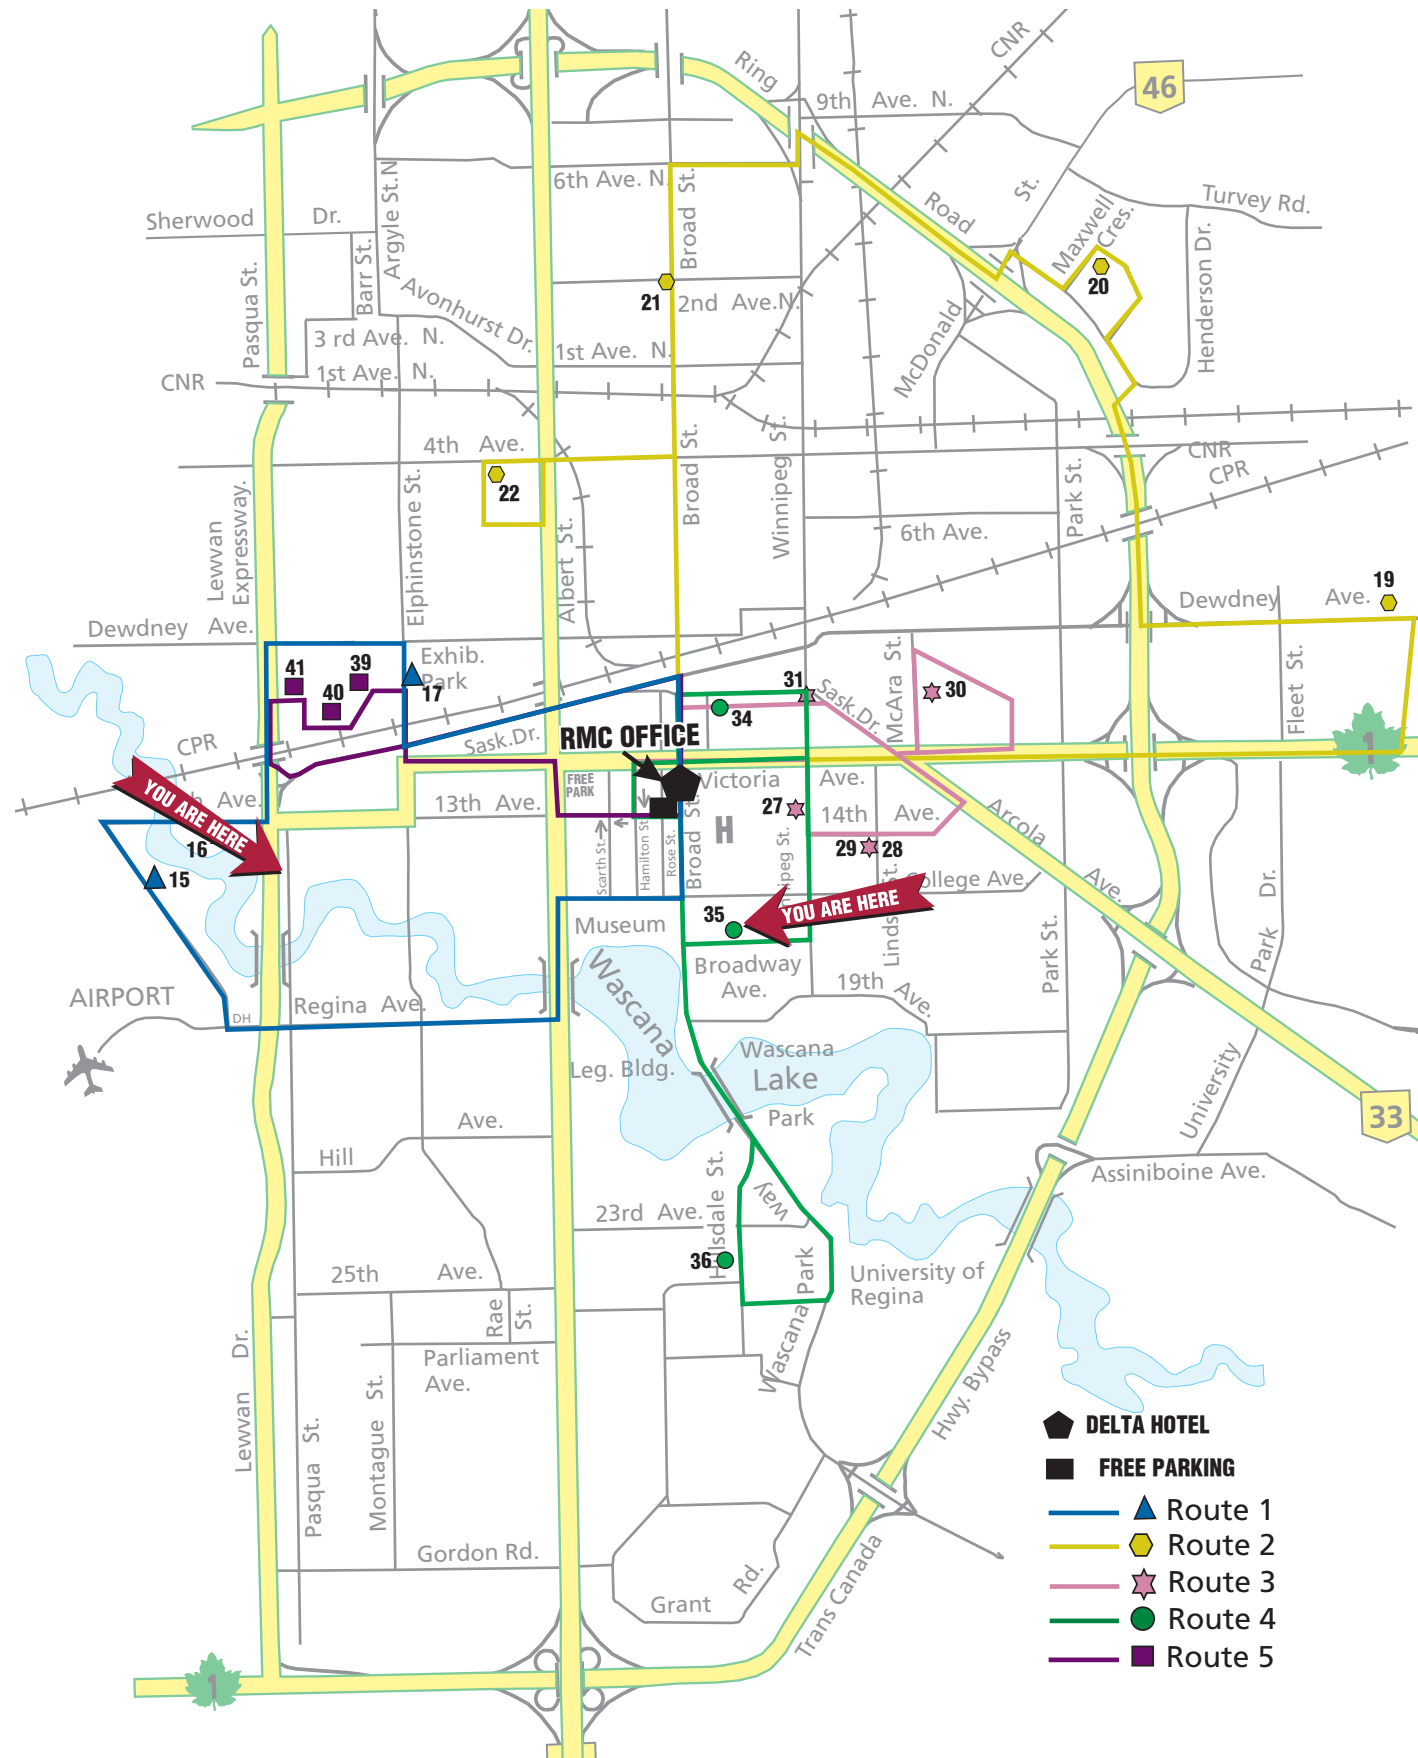 CNR
Ring
46
9th Ave. N.
6th Ave. N.
Argyle St.N
Broad St.
Road
St.
Turvey Rd.
Maxwell
Cres.
Sherwood Dr.
Pasqua St.
Barr St.
Avonhurst Dr.
20
21
2nd Ave.N.
Henderson Dr.
3 rd Ave. N.
1st Ave. N.
1st Ave. N.
McDonald
CNR
4th Ave.
Broad St.
Winnipeg St.
CNR
CPR
22
Park St.
Elphinstone St.
Lewvan
Expressway.
Albert St.
6th Ave.
19
Dewdney Ave.
Dewdney Ave.
Exhib.
Park
41
39
40
17
31
Sask.Dr.
McAra St.
30
Fleet St.
34
CPR
Sask.Dr.
RMC OFFICE
1
FREE
PARK
Victoria Ave.
YOU ARE HERE
h Ave.
13th Ave.
27
14th Ave.
Arcola Ave.
H
16
15
Scarth St.
Hamilton St.
Rose St.
Broad St.
nipeg St.
29
28
College Ave.
YOU ARE HERE
35
Museum
Linds St.
Park St.
Park Dr.
Broadway
Ave.
19th Ave.
AIRPORT
DH
Regina Ave.
Wascana
Leg. Bldg.
Wascana
Lake
Park
University
33
Hill Ave.
Assiniboine Ave.
Hillsdale St.
23rd Ave.
Way
36
25th Ave.
University of
Regina
Wascana Park
Rae St.
Parliament
Ave.
Lewvan Dr.
Pasqua St.
Montague St.
Hwy. Bypass
DELTA HOTEL
FREE PARKING
Route 1
Route 2
Route 3
Route 4
Route 5
Gordon Rd.
Grant Rd.
Trans Canada
1